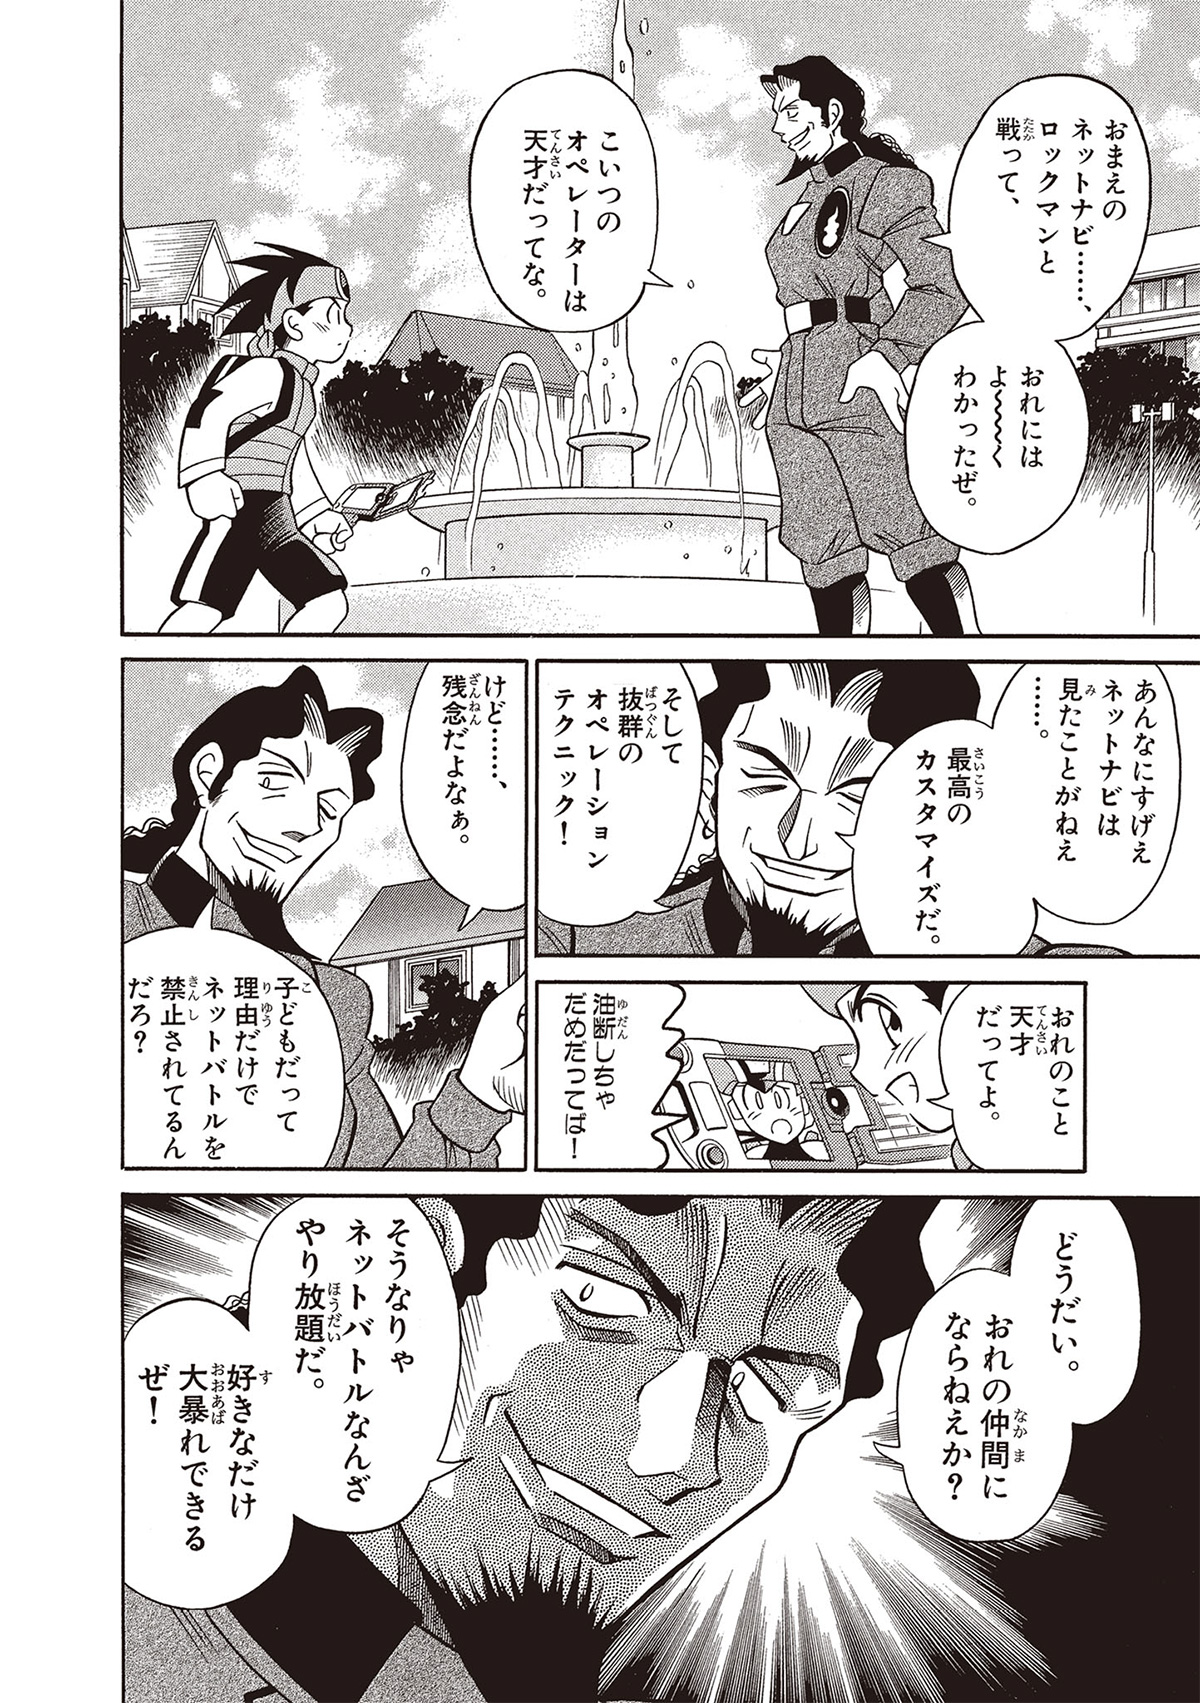 おまえの
ネットナビ……、
ロックマンと
戦って、
おれには
よ〜〜〜〜く
わかったぜ。
こいつの
オペレーターは
天才だってな。
あんなにすげえ
ネットナビは
見たことがねえ
……。
最高の
カスタマイズだ。
そして
抜群の
オペレーション
テクニック！
おれのこと
天才
だってよ。
油断しちゃ
だめだってば！
けど……、
残念だよなぁ。
子どもだって
理由だけで
ネットバトルを
禁止されてるん
だろ？
どうだい。
おれの仲間に
ならねえか？
そうなりゃ
ネットバトルなんざ
やり放題だ。
好きなだけ
大暴れできる
ぜ！